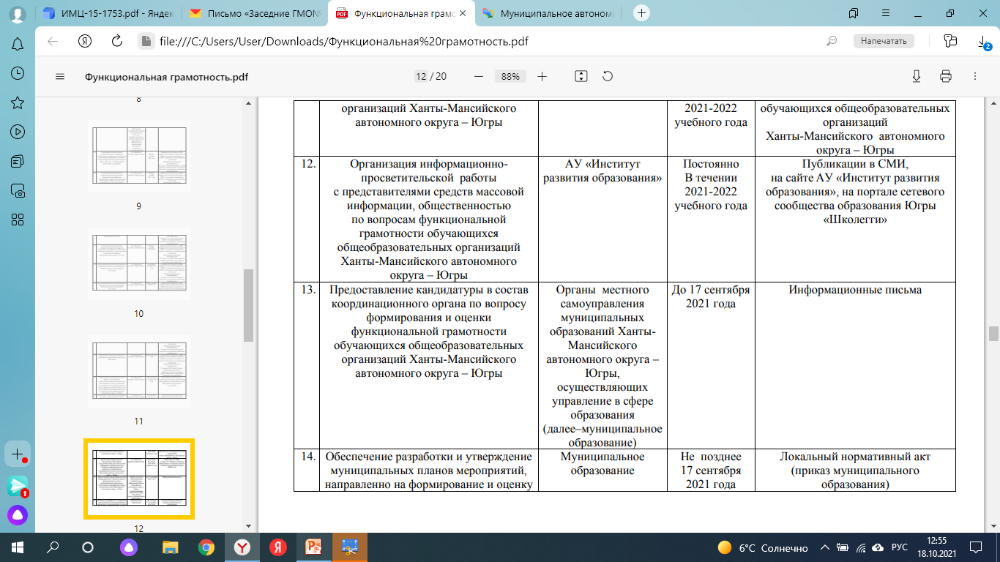 ИМЦ-15-1753.pdf - Яндек
Письмо «Заседние ГМО
Функциональная грамо
Муниципальное автоном
file:///C:/Users/User/Downloads/Функциональная%20грамотность.pdf
Напечатать
2
Функциональная грамотность.pdf
12 / 20
88%
8
9
10
11
12
1
организаций Ханты-Мансийского
автономного округа – Югры
2021-2022
учебного года
обучающихся общеобразовательных
организаций
Ханты-Мансийского автономного
округа – Югры
12.
Организация информационно-
просветительской работы
с представителями средств массовой
информации, общественностью
по вопросам функциональной
грамотности обучающихся
общеобразовательных организаций
Ханты-Мансийского автономного
округа – Югры
АУ «Институт
развития образования»
Постоянно
В течении
2021-2022
учебного года
Публикации в СМИ,
на сайте АУ «Институт развития
образования», на портале сетевого
сообщества образования Югры
«Школегги»
13.
Предоставление кандидатуры в состав
координационного органа по вопросу
формирования и оценки
функциональной грамотности
обучающихся общеобразовательных
организаций Ханты-Мансийского
автономного округа – Югры
Органы местного
самоуправления
муниципальных
образований Ханты-
Мансийского
автономного округа –
Югры,
осуществляющих
управление в сфере
образования
(далее–муниципальное
образование)
До 17 сентября
2021 года
Информационные письма
14.
Обеспечение разработки и утверждение
муниципальных планов мероприятий,
направленно на формирование и оценку
Муниципальное
образование
Не позднее
17 сентября
2021 года
Локальный нормативный акт
(приказ муниципального
образования)
6°C Солнечно
РУС
12:55
18.10.2021